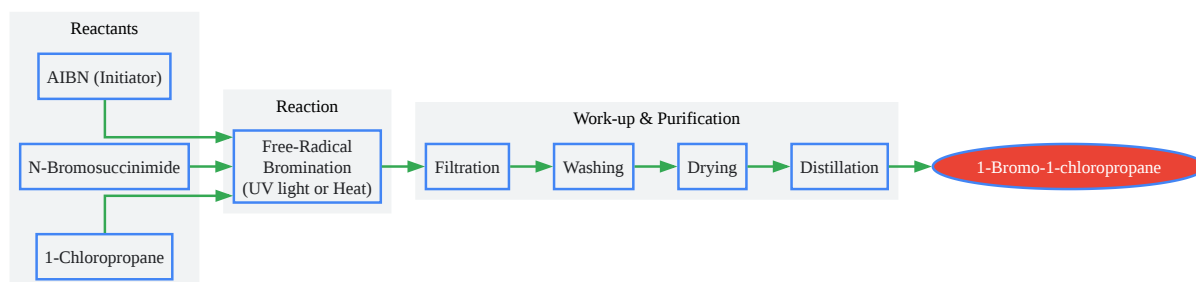 Reactants
AIBN (Initiator)
N-Bromosuccinimide
1-Chloropropane
Reaction
Free-Radical
Bromination
(UV light or Heat)
Work-up & Purification
Filtration
Washing
Drying
Distillation
1-Bromo-1-chloropropane